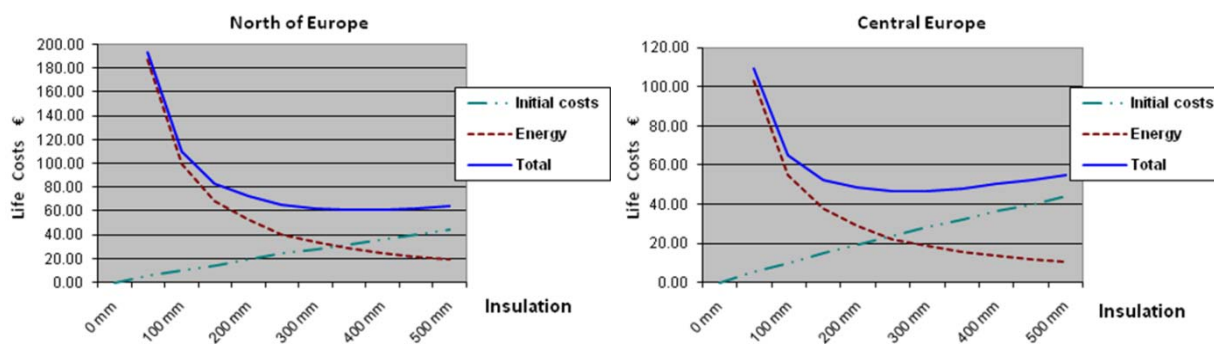 North of Europe
200.00
180.00
160.00
140.00
120.00
100.00
80.00
60.00
40.00
20.00
0.00
Life Costs €
0 mm
100 mm
200 mm
300 mm
400 mm
500 mm
Insulation
Initial costs
Energy
Total
Central Europe
120.00
100.00
80.00
60.00
40.00
20.00
0.00
Life Costs €
0 mm
100 mm
200 mm
300 mm
400 mm
500 mm
Insulation
Initial costs
Energy
Total